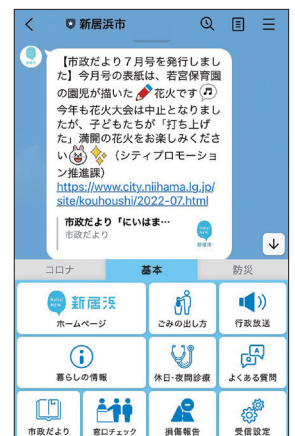 新居浜市
【市政だより７月号を発行しまし
た】今月号の表紙は、若宮保育園
の園児が描いた🖍️花火です🎵
今年も花火大会は中止となりまし
たが、子どもたちが「打ち上げ
た」満開の花火をお楽しみくださ
い🐰✨（シティプロモーショ
ン推進課）
https://www.city.niihama.lg.jp/
site/kouhoushi/2022-07.html
市政だより「にいはま…
市政だより
新居浜
コロナ
基本
防災
Hello! NEW 新居浜
ホームページ
ごみの出し方
行政放送
暮らしの情報
休日・夜間診療
よくある質問
市政だより
窓口チェック
損傷報告
受信設定